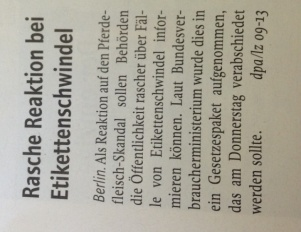 Rasche Reaktion bei
Etikettenschwindel
Berlin. Als Reaktion auf den Pferde-
fleisch-Skandal sollen Behörden
die Öffentlichkeit rascher über Fäl-
le von Etikettenschwindel infor-
mieren können. Laut Bundesver-
braucherministerium wurde dies in
ein Gesetzespaket aufgenommen,
das am Donnerstag verabschiedet
werden sollte. dpa/lz 09-13